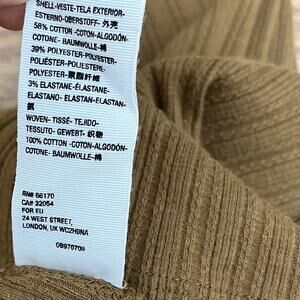 SHELL-VESTE-TELA EXTERIOR-
ESTERNO-OBERSTOFF- 外壳
58% COTTON -COTON-ALGODÓN-
COTONE- BAUMWOLLE-棉
39% POLYESTER-POLYESTER-
POLIÉSTER-POLIESTERE-
POLYESTER-聚酯纤维
3% ELASTANE-ÉLASTANE-
ELASTANO- ELASTAN-ELASTAN-
氨
WOVEN- TISSÉ- TEJIDO-
TESSUTO- GEWEBT- 织物
100% COTTON -COTON-ALGODÓN-
COTONE- BAUMWOLLE-棉
RN# 66170
CA# 32054
FOR EU
24 WEST STREET,
LONDON, UK WC2H9NA
08976709